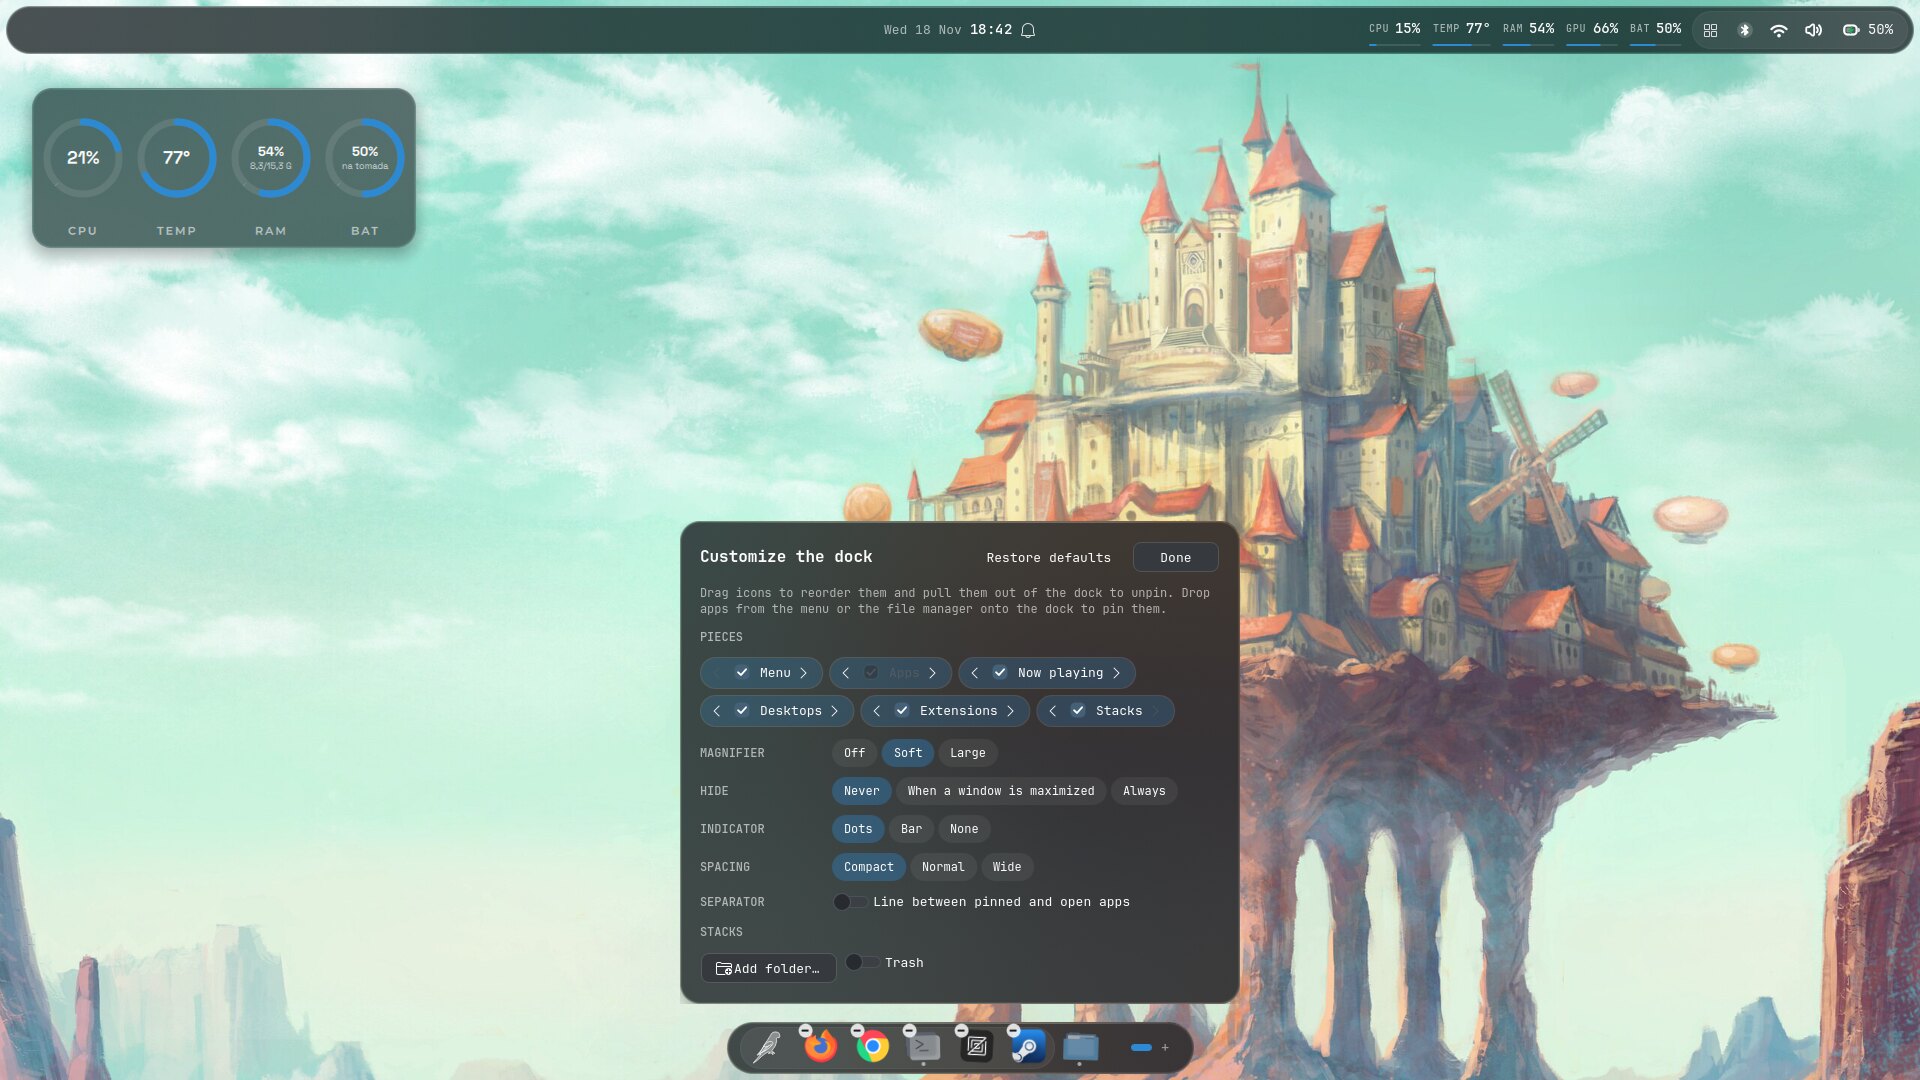 Wed 18 Nov 18:42
CPU 15% TEMP 77° RAM 54% GPU 66% BAT 50% 50%
21% 77° 54% 50%
8,3/15,3 G na tomada
CPU TEMP RAM BAT
Customize the dock Restore defaults Done
Drag icons to reorder them and pull them out of the dock to unpin. Drop
apps from the menu or the file manager onto the dock to pin them.
PIECES
Menu Apps Now playing
Desktops Extensions Stacks
MAGNIFIER Off Soft Large
HIDE Never When a window is maximized Always
INDICATOR Dots Bar None
SPACING Compact Normal Wide
SEPARATOR Line between pinned and open apps
STACKS
Add folder… Trash